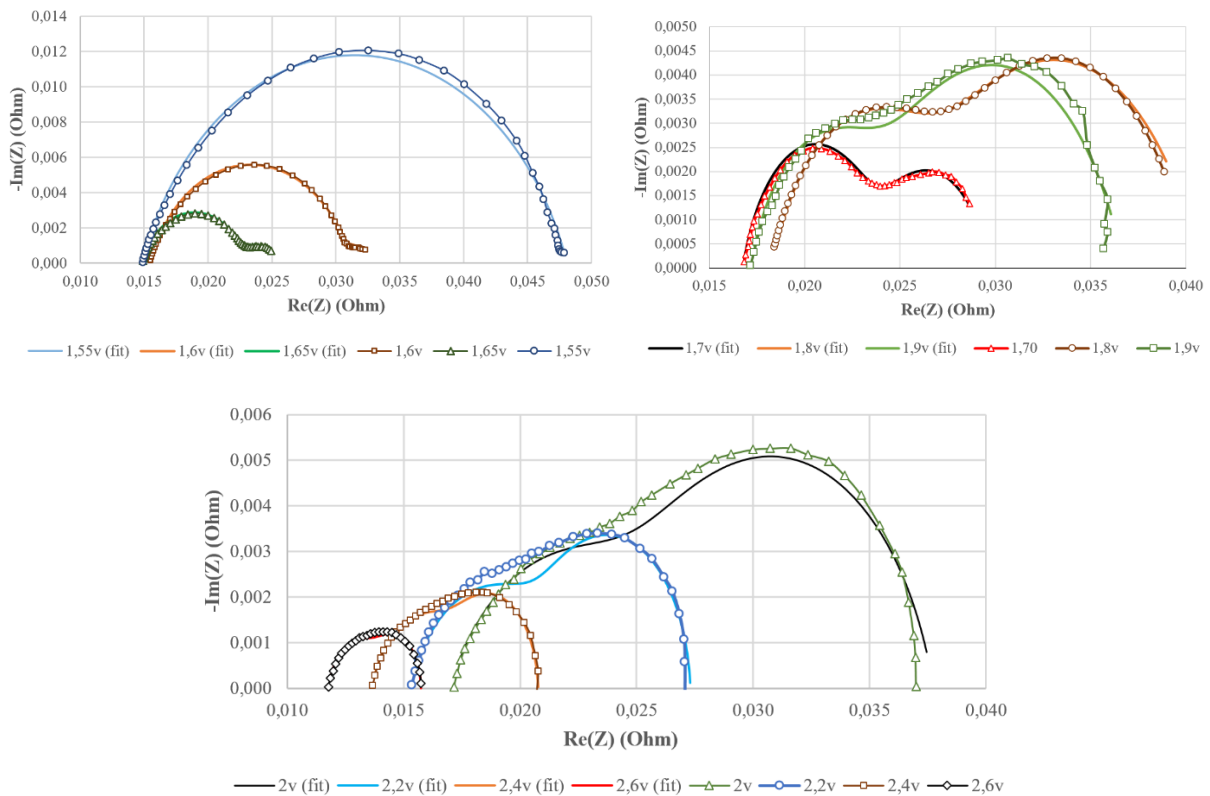 0,014
0,012
0,010
0,008
0,006
0,004
0,002
0,000
-Im(Z) (Ohm)
0,010 0,015 0,020 0,025 0,030 0,035 0,040 0,045 0,050
Re(Z) (Ohm)
1,55v (fit) 1,6v (fit) 1,65v (fit) 1,6v 1,65v 1,55v
0,0050
0,0045
0,0040
0,0035
0,0030
0,0025
0,0020
0,0015
0,0010
0,0005
0,0000
-Im(Z) (Ohm)
0,015 0,020 0,025 0,030 0,035 0,040
Re(Z) (Ohm)
1,7v (fit) 1,8v (fit) 1,9v (fit) 1,70 1,8v 1,9v
0,006
0,005
0,004
0,003
0,002
0,001
0,000
-Im(Z) (Ohm)
0,010 0,015 0,020 0,025 0,030 0,035 0,040
Re(Z) (Ohm)
2v (fit) 2,2v (fit) 2,4v (fit) 2,6v (fit) 2v 2,2v 2,4v 2,6v